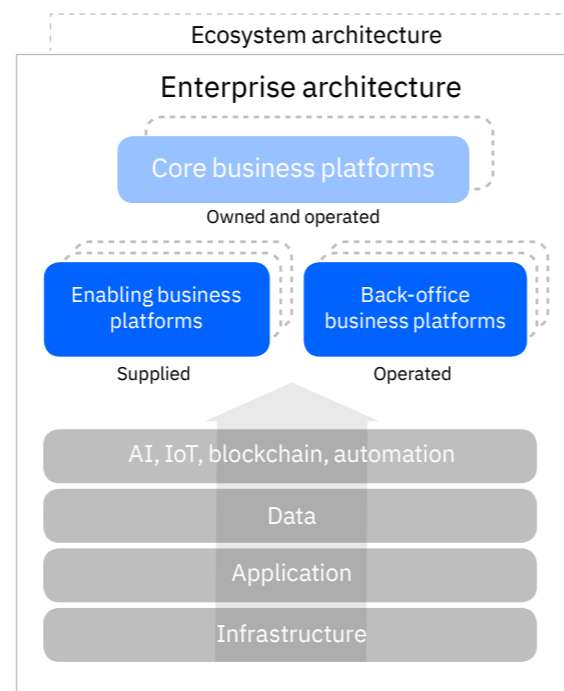 Ecosystem architecture
Enterprise architecture
Core business platforms
Owned and operated
Enabling business
platforms
Supplied
Back-office
business platforms
Operated
AI, IoT, blockchain, automation
Data
Application
Infrastructure